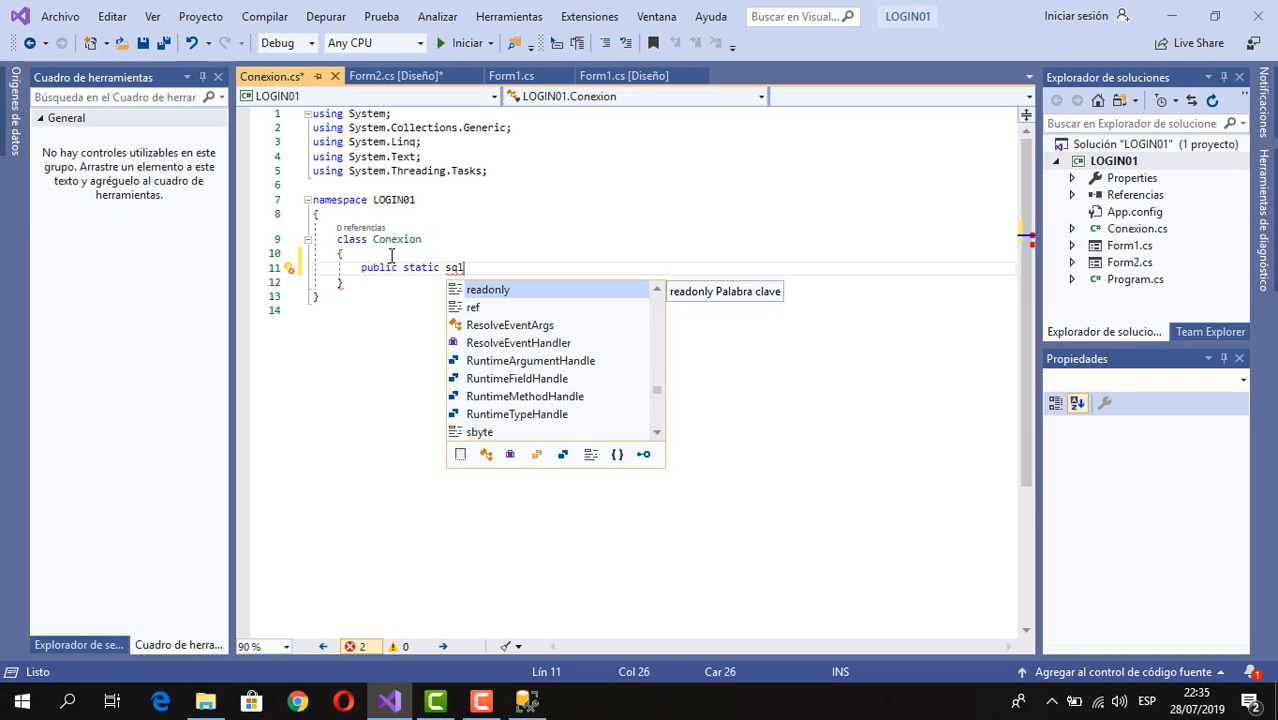 Archivo Editar Ver Proyecto Compilar Depurar Prueba Analizar Herramientas Extensiones Ventana Ayuda Buscar en Visual... LOGIN01 Iniciar sesión
Debug Any CPU Iniciar Live Share
Orígenes de datos
Cuadro de herramientas
Búsqueda en el Cuadro de herrar
General
No hay controles utilizables en este
grupo. Arrastre un elemento a este
texto y agréguelo al cuadro de
herramientas.
Explorador de se... Cuadro de herra...
Conexion.cs* Form2.cs [Diseño]* Form1.cs Form1.cs [Diseño]
LOGIN01 LOGIN01.Conexion
1 using System;
2 using System.Collections.Generic;
3 using System.Linq;
4 using System.Text;
5 using System.Threading.Tasks;
6
7 namespace LOGIN01
8 {
0 referencias
9 class Conexion
10 {
11 public static sql
12 }
13 }
14
readonly
ref
ResolveEventArgs
ResolveEventHandler
RuntimeArgumentHandle
RuntimeFieldHandle
RuntimeMethodHandle
RuntimeTypeHandle
sbyte
readonly Palabra clave
90 % 2 0
Explorador de soluciones
Buscar en Explorador de solucione
Solución "LOGIN01" (1 proyecto)
LOGIN01
Properties
Referencias
App.config
Conexion.cs
Form1.cs
Form2.cs
Program.cs
Explorador de solucio... Team Explorer
Propiedades
Notificaciones
Herramientas de diagnóstico
Listo Lín 11 Col 26 Car 26 INS Agregar al control de código fuente 1
ESP 22:35
28/07/2019 2